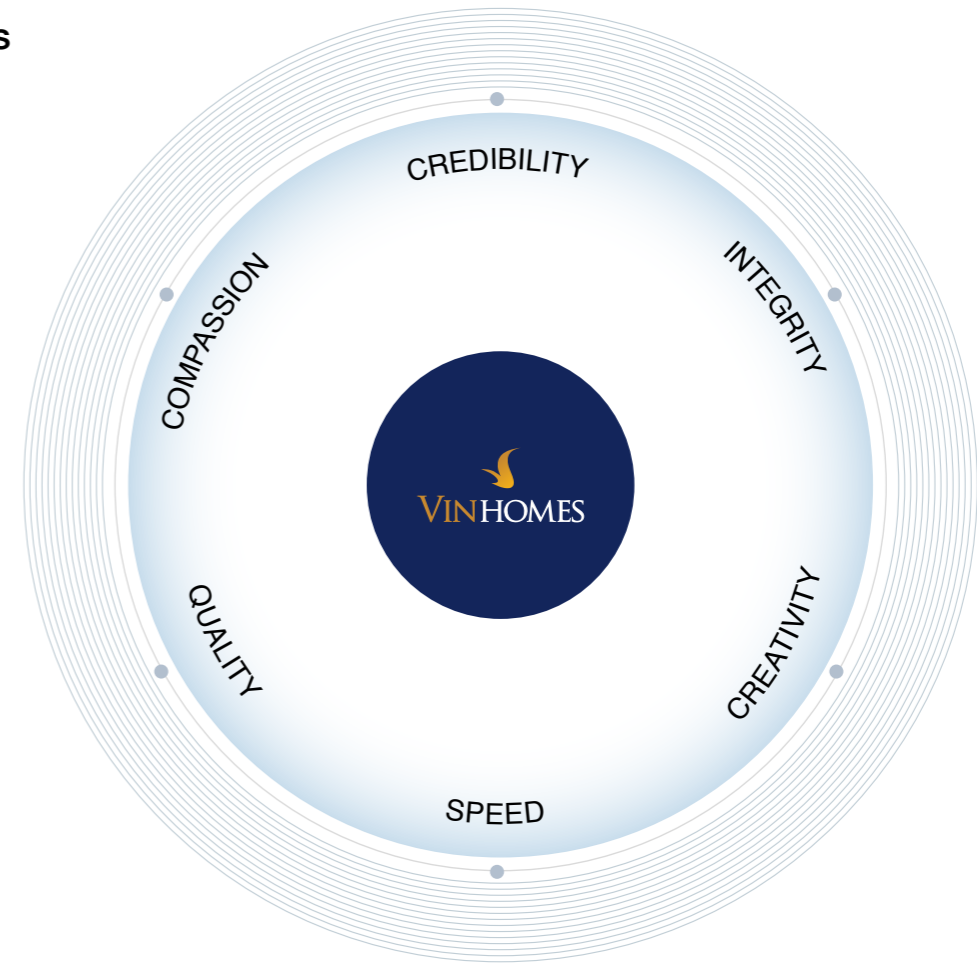 s
CREDIBILITY
INTEGRITY
CREATIVITY
SPEED
QUALITY
COMPASSION
VINHOMES